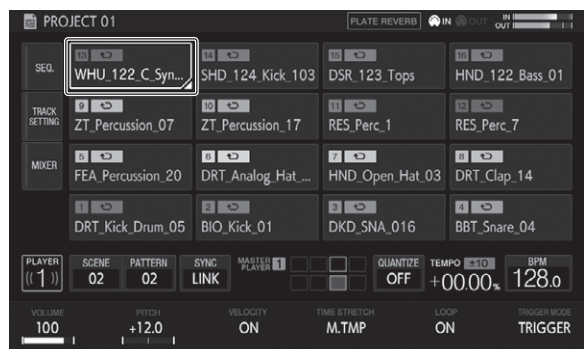 PROJECT 01 PLATE REVERB IN OUT IN OUT
SEQ.
13 14 15 16
WHU_122_C_Syn... SHD_124_Kick_103 DSR_123_Tops HND_122_Bass_01
TRACK SETTING
9 10 11 12
ZT_Percussion_07 ZT_Percussion_17 RES_Perc_1 RES_Perc_7
MIXER
5 6 7 8
FEA_Percussion_20 DRT_Analog_Hat_... HND_Open_Hat_03 DRT_Clap_14
1 2 3 4
DRT_Kick_Drum_05 BIO_Kick_01 DKD_SNA_016 BBT_Snare_04
PLAYER SCENE PATTERN SYNC MASTER PLAYER 1 QUANTIZE TEMPO ±10 BPM
1 02 02 LINK OFF +00.00% 128.0
VOLUME PITCH VELOCITY TIME STRETCH LOOP TRIGGER MODE
100 +12.0 ON M.TMP ON TRIGGER